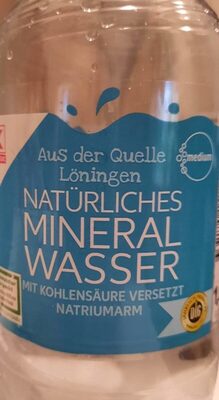 Aus der Quelle
Löningen
medium
NATÜRLICHES
MINERAL
WASSER
MIT KOHLENSÄURE VERSETZT
NATRIUMARM